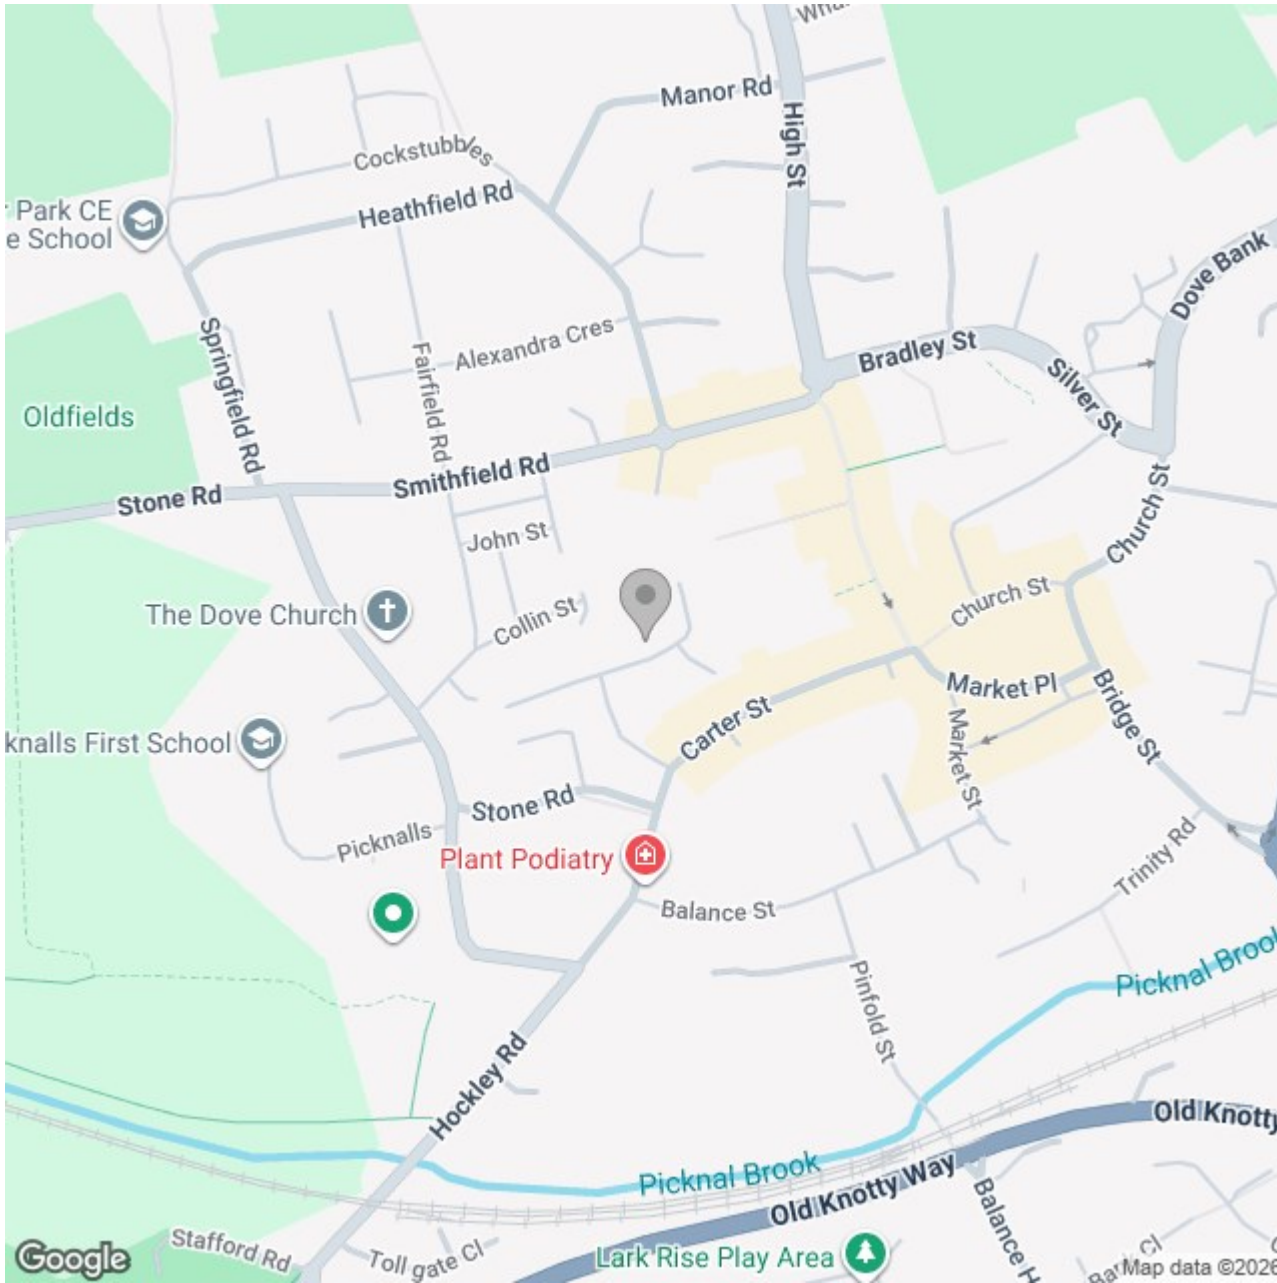 Wha
Manor Rd
High St
Cockstubbles
Heathfield Rd
Park CE
e School
Dove Bank
Alexandra Cres
Bradley St
Fairfield Rd
Springfield Rd
Silver St
Oldfields
Smithfield Rd
Stone Rd
Church St
John St
The Dove Church
Collin St
Church St
Market Pl
Carter St
Bridge St
knalls First School
Market St
Stone Rd
Picknalls
Plant Podiatry
Trinity Rd
Balance St
Picknal Brook
Pinfold St
Hockley Rd
Old Knotty
Picknal Brook
Old Knotty Way
Balance H
Stafford Rd
Toll gate Cl
Lark Rise Play Area
Bank Cl
Google
Map data ©2026